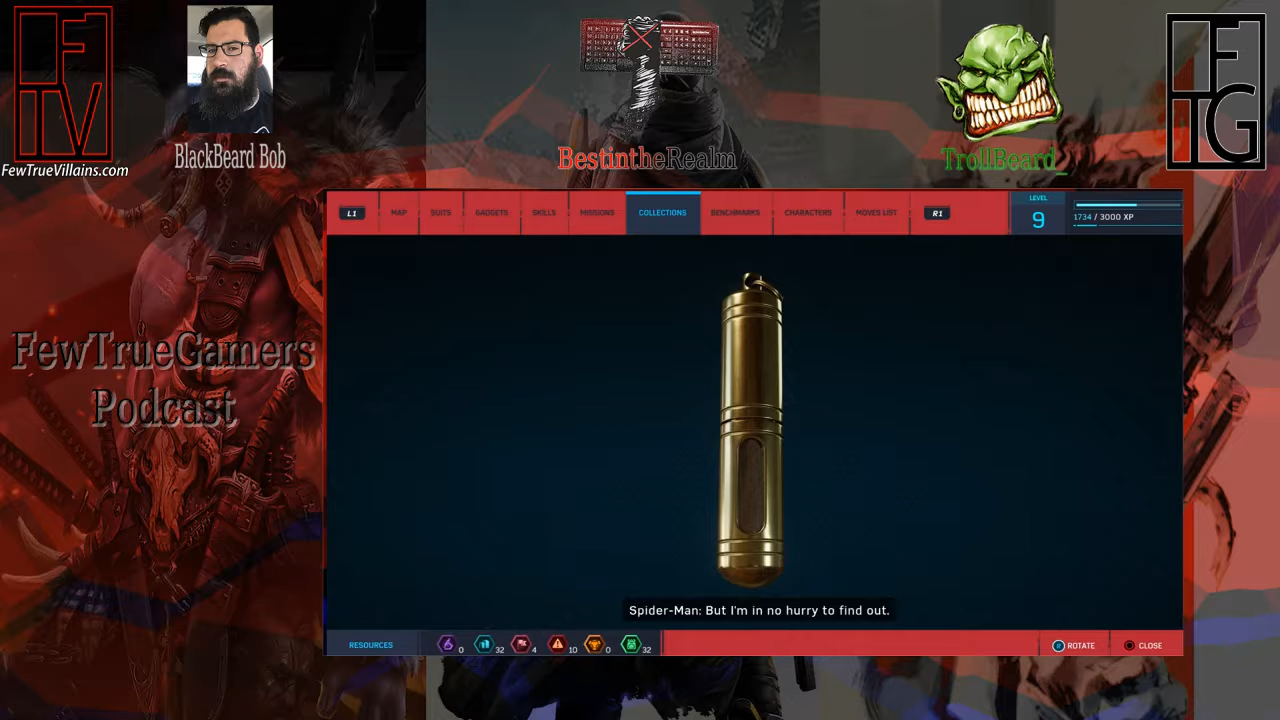 FTV
FewTrueVillains.com
BlackBeard Bob
BestintheRealm
TrollBeard_
FTG
L1
MAP
SUITS
GADGETS
SKILLS
MISSIONS
COLLECTIONS
BENCHMARKS
CHARACTERS
MOVES LIST
R1
LEVEL
9
1734 / 3000 XP
FewTrueGamers
Podcast
Spider-Man: But I'm in no hurry to find out.
RESOURCES
0
32
4
10
0
32
R ROTATE
CLOSE